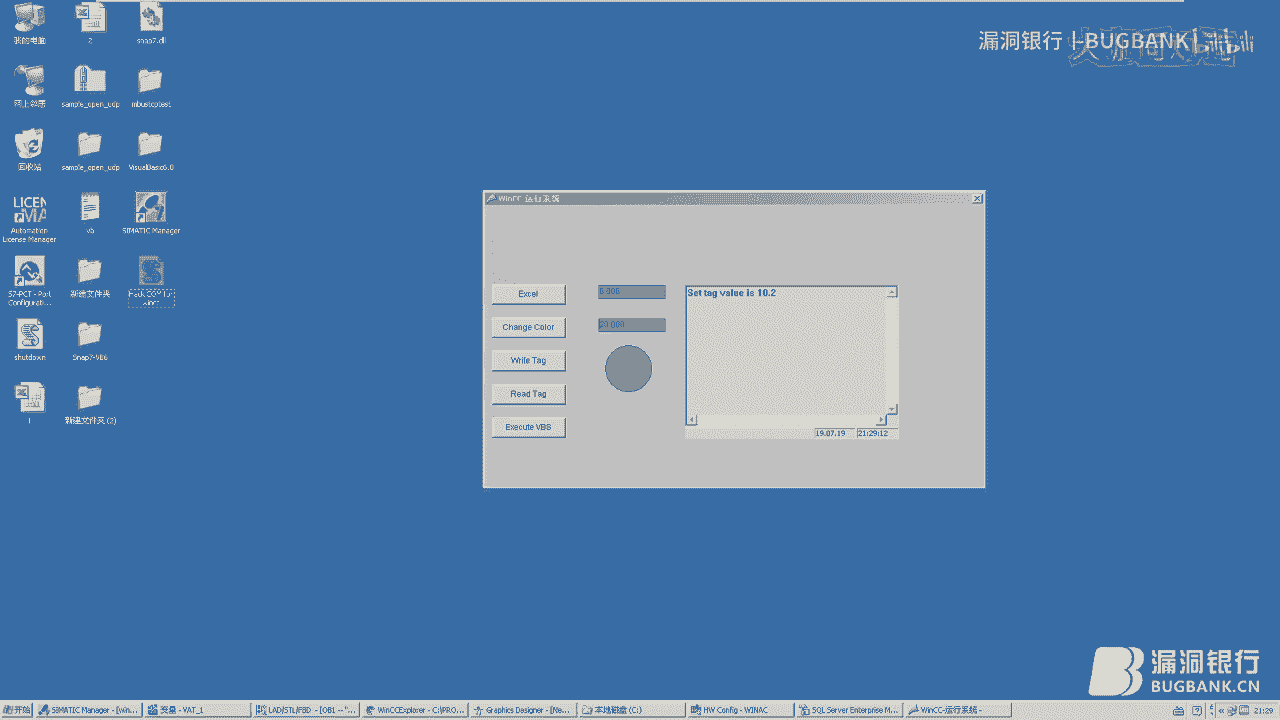 我的电脑
2
snap7.dll
漏洞银行 | BUGBANK
bilibili
网上邻居
sample_open_udp
mbustcptest
回收站
sample_open_udp
VisualBasic6.0
LICEN
Automation
License Manager
vb
SIMATIC Manager
S7-PCT - Port
Configurati...
新建文件夹
shutdown
Snap7-VB6
1
新建文件夹 (2)
WinCC 运行系统
Excel
Change Color
Write Tag
Read Tag
Execute VBS
20.000
Set tag value is 10.2
19.07.19
21:29:12
漏洞银行
BUGBANK.CN
开始
SIMATIC Manager - [win...
变量 - VAT_1
LAD/STL/FBD - [OB1 -- "...
WinCCExplorer - C:\PRO...
Graphics Designer - [Ne...
本地磁盘 (C:)
HW Config - WINAC
SQL Server Enterprise M...
WinCC-运行系统 -
21:29